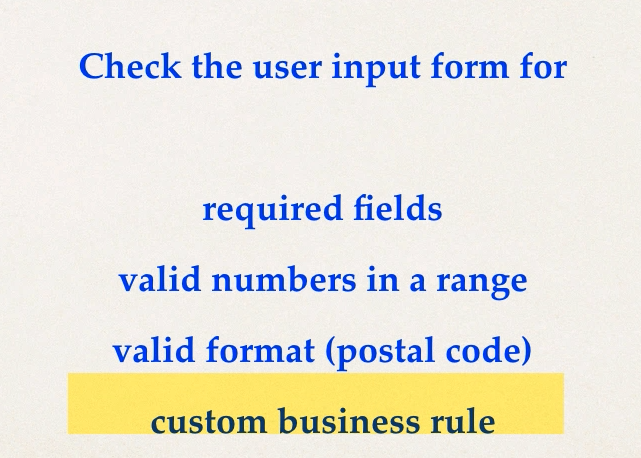 Check the user input form for
required fields
valid numbers in a range
valid format (postal code)
custom business rule